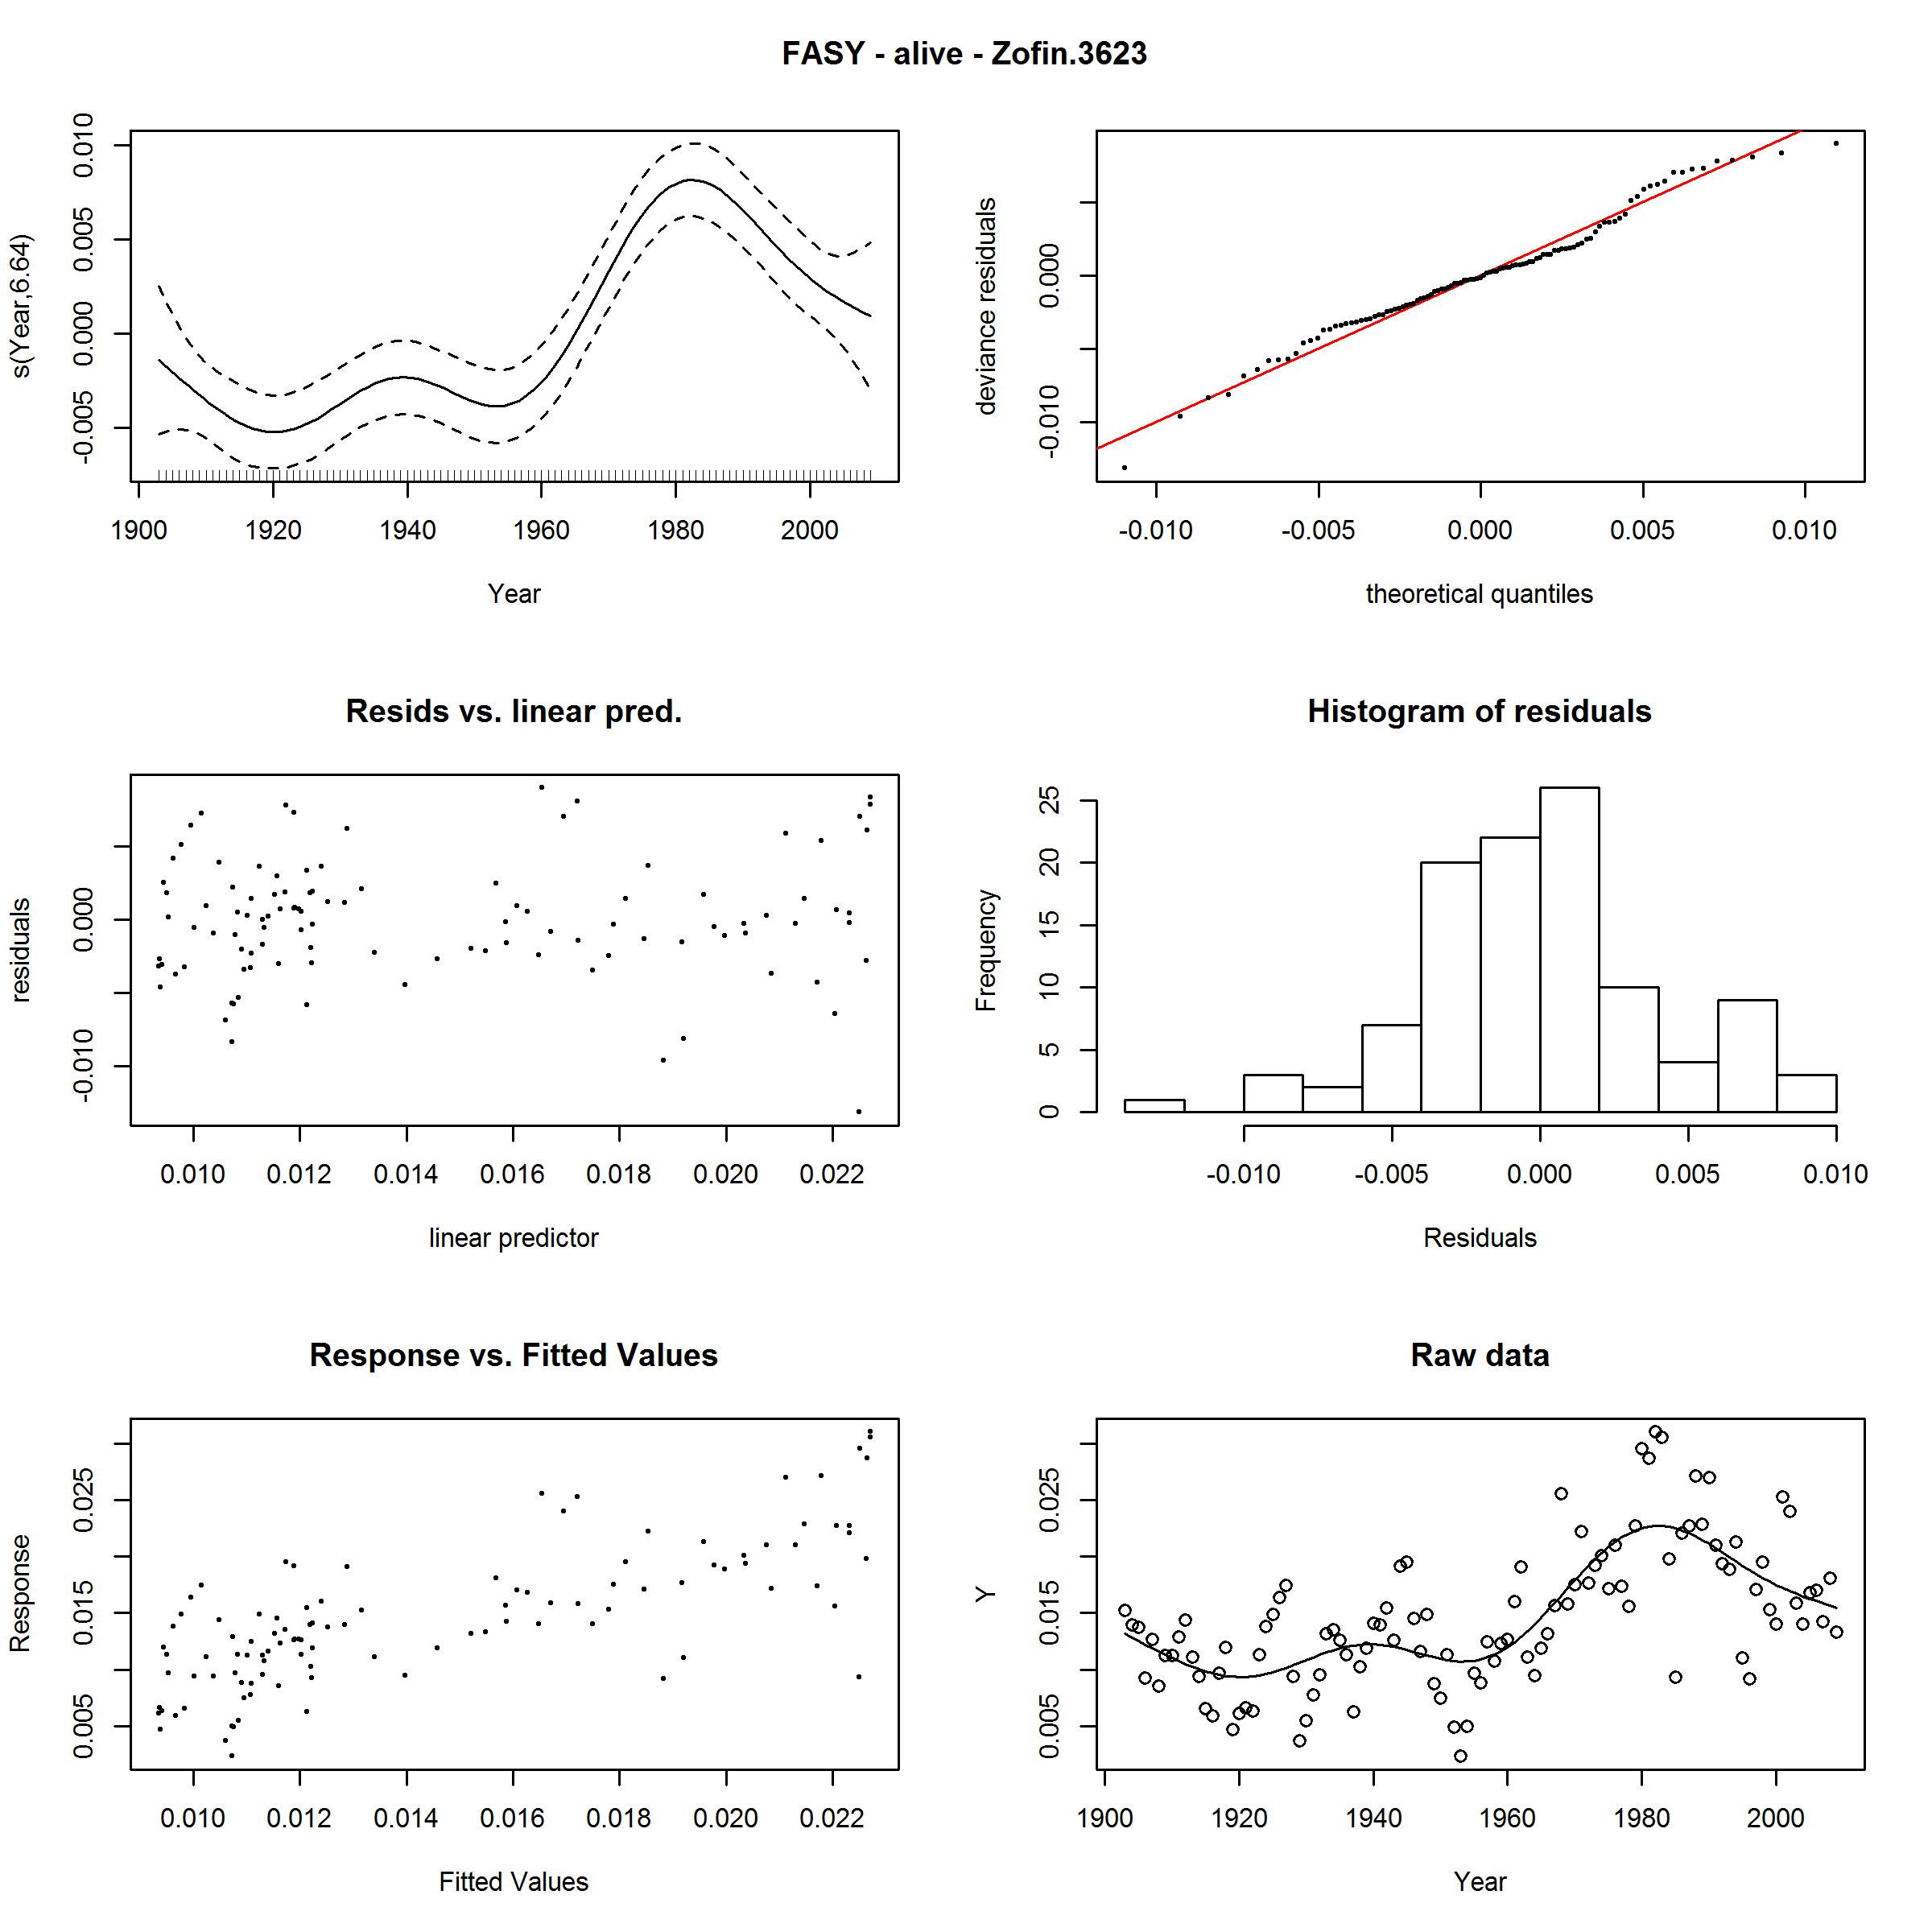 FASY - alive - Zofin.3623
s(Year,6.64)
-0.005 0.000 0.005 0.010
1900 1920 1940 1960 1980 2000
Year
deviance residuals
-0.010 0.000
-0.010 -0.005 0.000 0.005 0.010
theoretical quantiles
Resids vs. linear pred.
residuals
-0.010 0.000
0.010 0.012 0.014 0.016 0.018 0.020 0.022
linear predictor
Histogram of residuals
Frequency
0 5 10 15 20 25
-0.010 -0.005 0.000 0.005 0.010
Residuals
Response vs. Fitted Values
Response
0.005 0.015 0.025
0.010 0.012 0.014 0.016 0.018 0.020 0.022
Fitted Values
Raw data
Y
0.005 0.015 0.025
1900 1920 1940 1960 1980 2000
Year